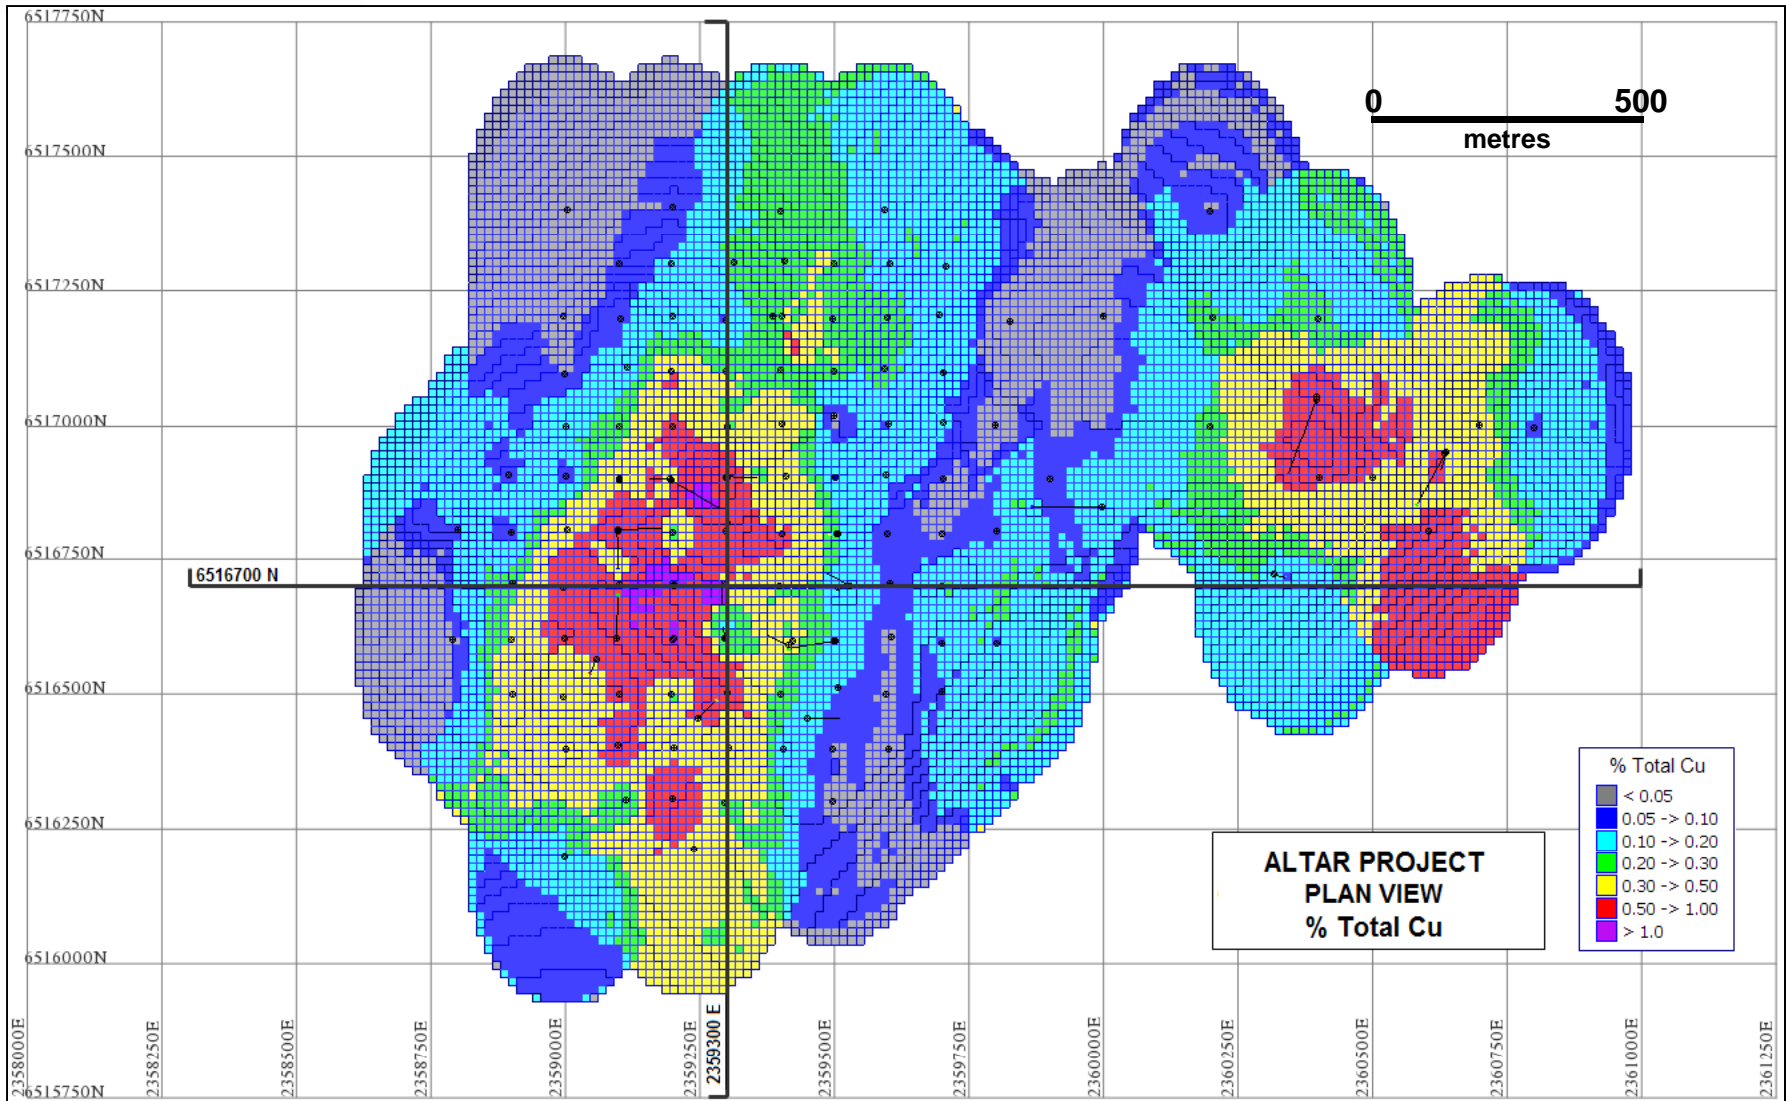 6517750N
0 500
metres
6517500N
6517250N
6517000N
6516750N
6516700 N
6516500N
6516250N
6516000N
6515750N
% Total Cu
< 0.05
0.05 -> 0.10
0.10 -> 0.20
0.20 -> 0.30
0.30 -> 0.50
0.50 -> 1.00
> 1.0
ALTAR PROJECT
PLAN VIEW
% Total Cu
2358000E
2358250E
2358500E
2358750E
2359000E
2359250E
2359300 E
2359500E
2359750E
2360000E
2360250E
2360500E
2360750E
2361000E
2361250E